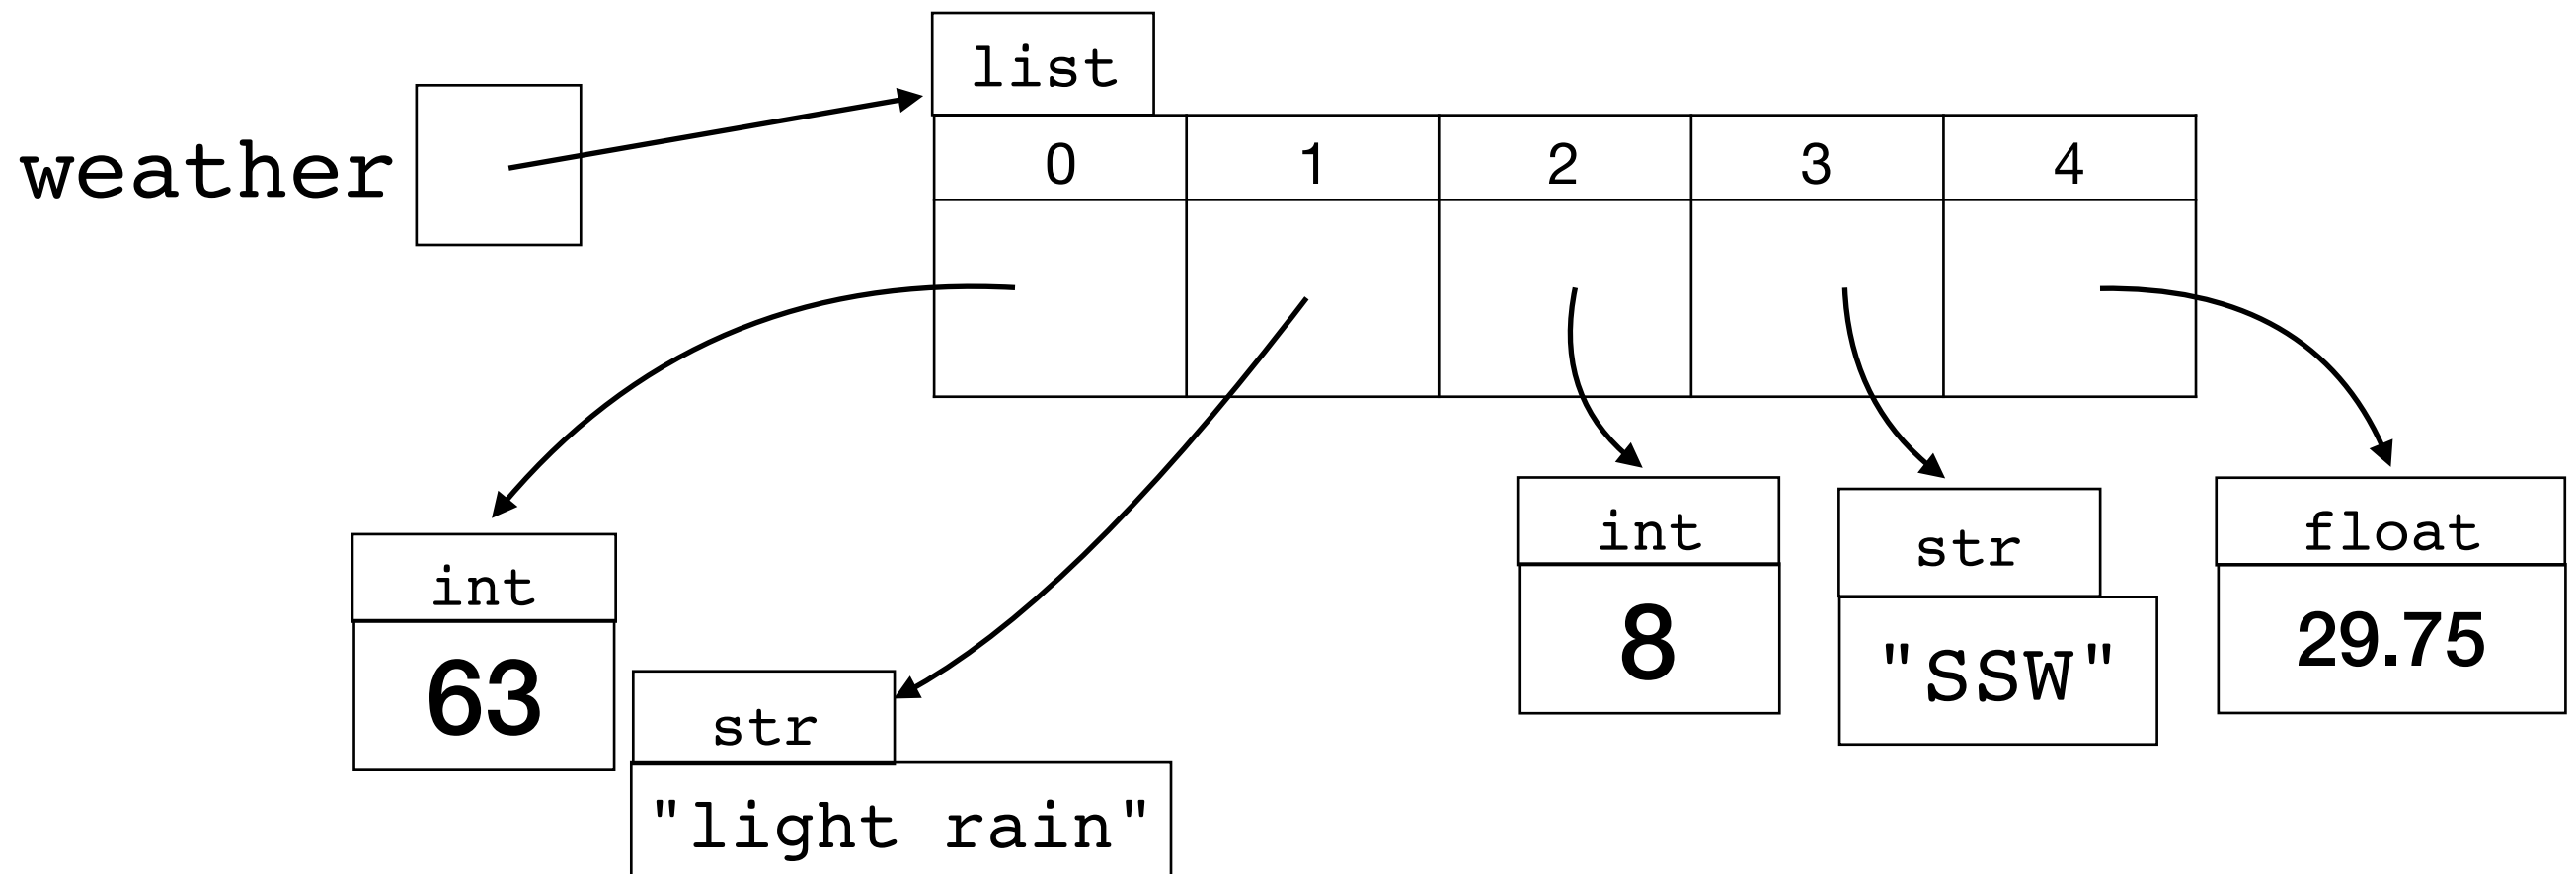 list
weather
0 1 2 3 4
int
63
str
"light rain"
int
8
str
"SSW"
float
29.75